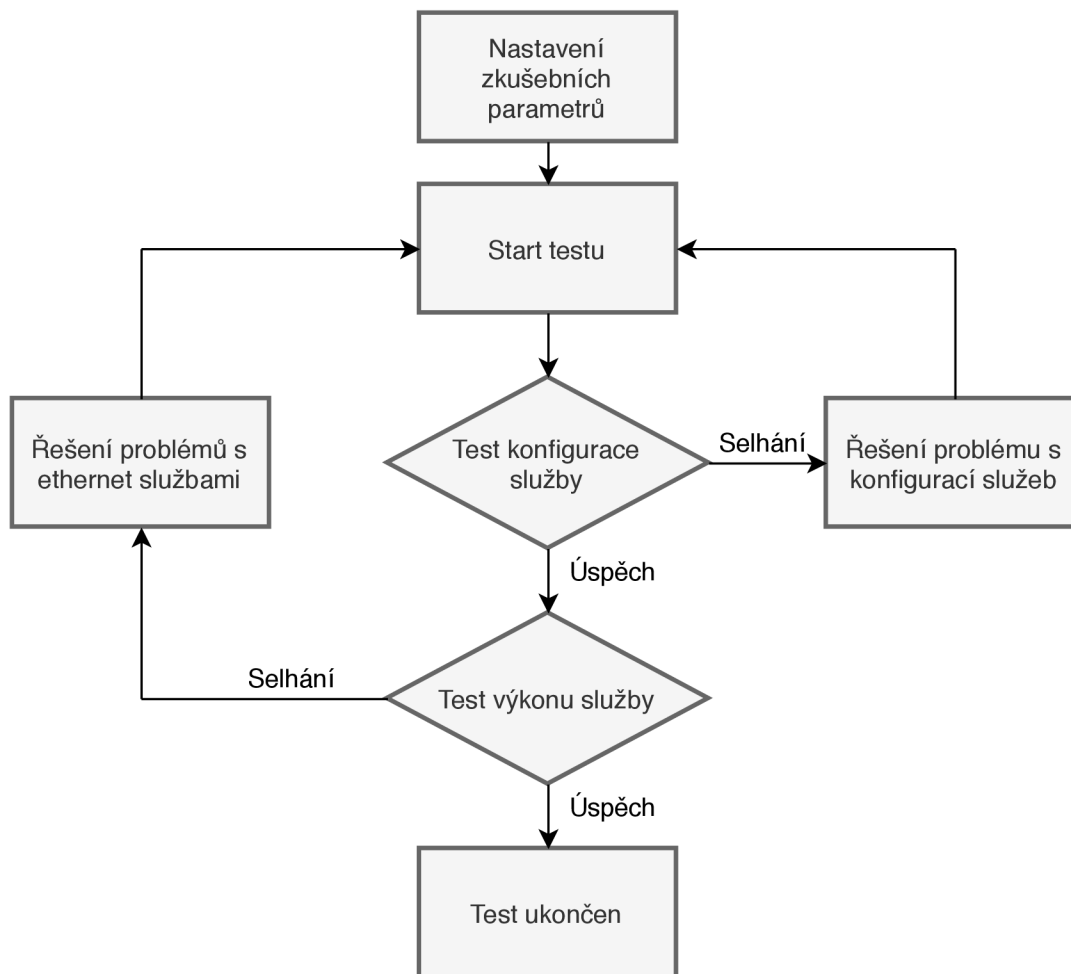 Nastavení
zkušebních
parametrů
Start testu
Řešení problémů s
ethernet službami
Test konfigurace
služby
Selhání
Řešení problému s
konfigurací služeb
Úspěch
Selhání
Test výkonu služby
Úspěch
Test ukončen